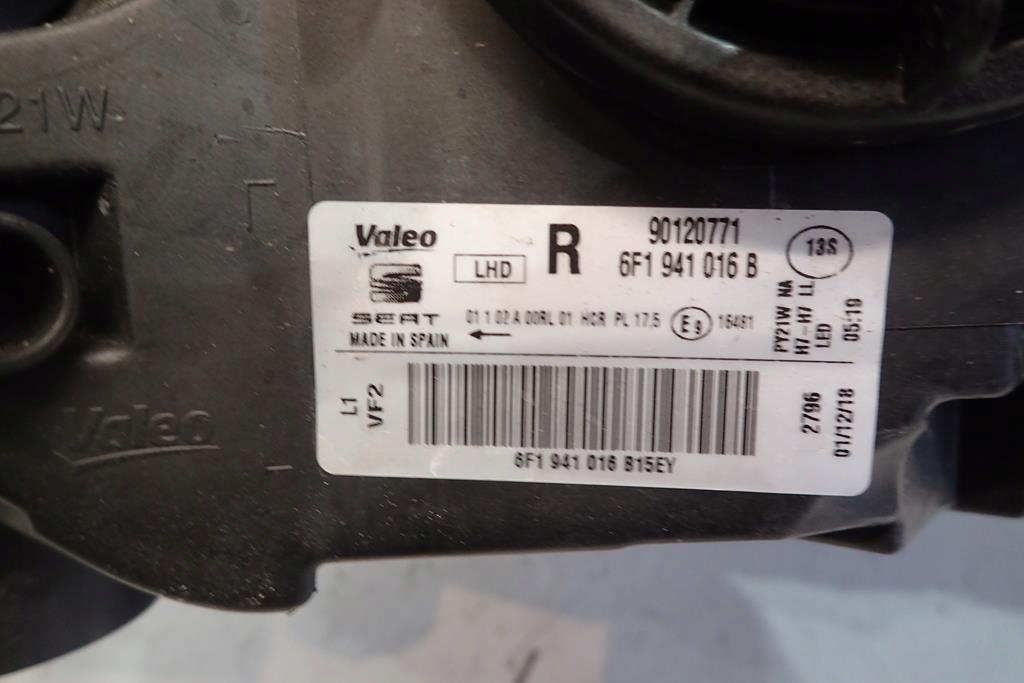 21W
Valeo
SEAT
MADE IN SPAIN
LHD
R
90120771
6F1 941 016 B
13S
01 1 02 A 00RL 01 HCR PL 17,5
E9
16481
PY21W NA
H7-H7 LL
LED
05:19
L1
VF2
6F1 941 016 B15EY
2796
01/12/18
Valeo